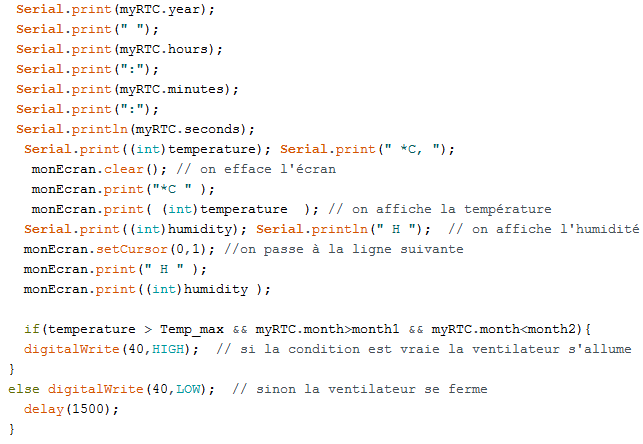 Serial.print(myRTC.year);
Serial.print(" ");
Serial.print(myRTC.hours);
Serial.print(":");
Serial.print(myRTC.minutes);
Serial.print(":");
Serial.println(myRTC.seconds);
Serial.print((int)temperature); Serial.print(" *C, ");
monEcran.clear(); // on efface l'écran
monEcran.print("*C " );
monEcran.print( (int)temperature  ); // on affiche la température
Serial.print((int)humidity); Serial.println(" H ");  // on affiche l'humidité
monEcran.setCursor(0,1); //on passe à la ligne suivante
monEcran.print(" H " );
monEcran.print((int)humidity );
if(temperature > Temp_max && myRTC.month>month1 && myRTC.month<month2){
digitalWrite(40,HIGH);  // si la condition est vraie la ventilateur s'allume
}
else digitalWrite(40,LOW);  // sinon la ventilateur se ferme
delay(1500);
}